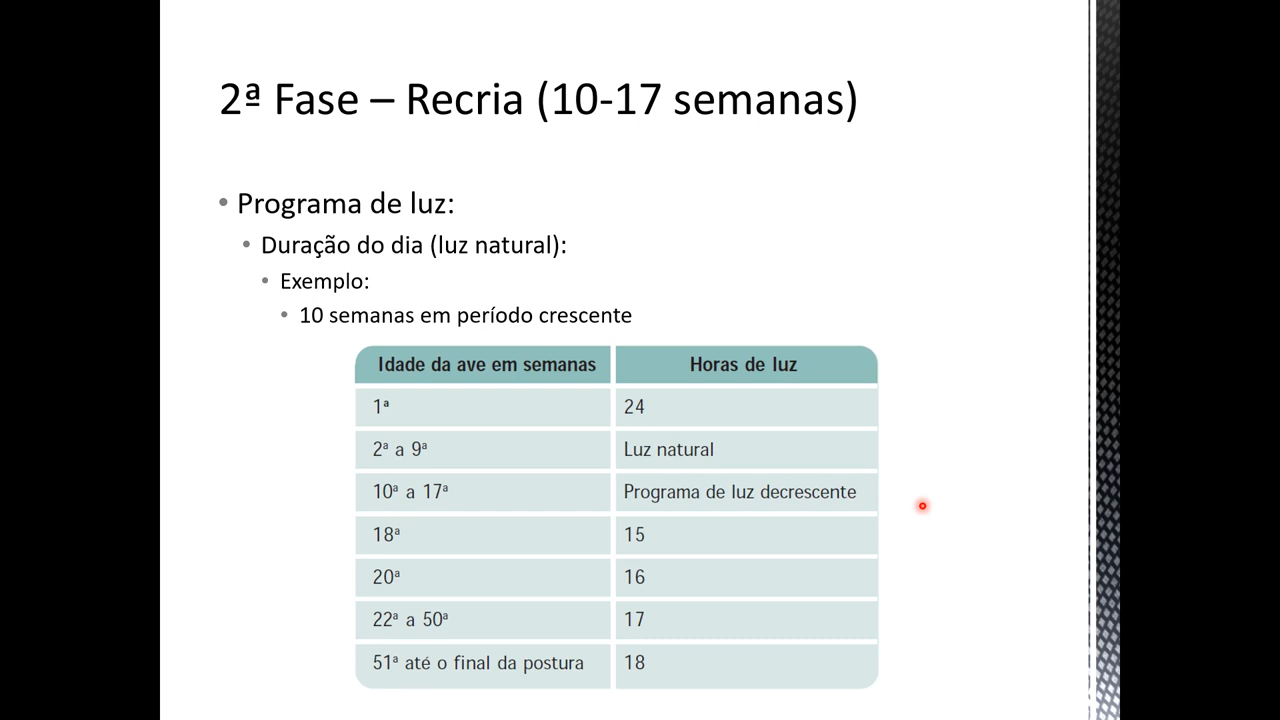 2ª Fase – Recria (10-17 semanas)
• Programa de luz:
• Duração do dia (luz natural):
• Exemplo:
• 10 semanas em período crescente
Idade da ave em semanas Horas de luz
1ª 24
2ª a 9ª Luz natural
10ª a 17ª Programa de luz decrescente
18ª 15
20ª 16
22ª a 50ª 17
51ª até o final da postura 18